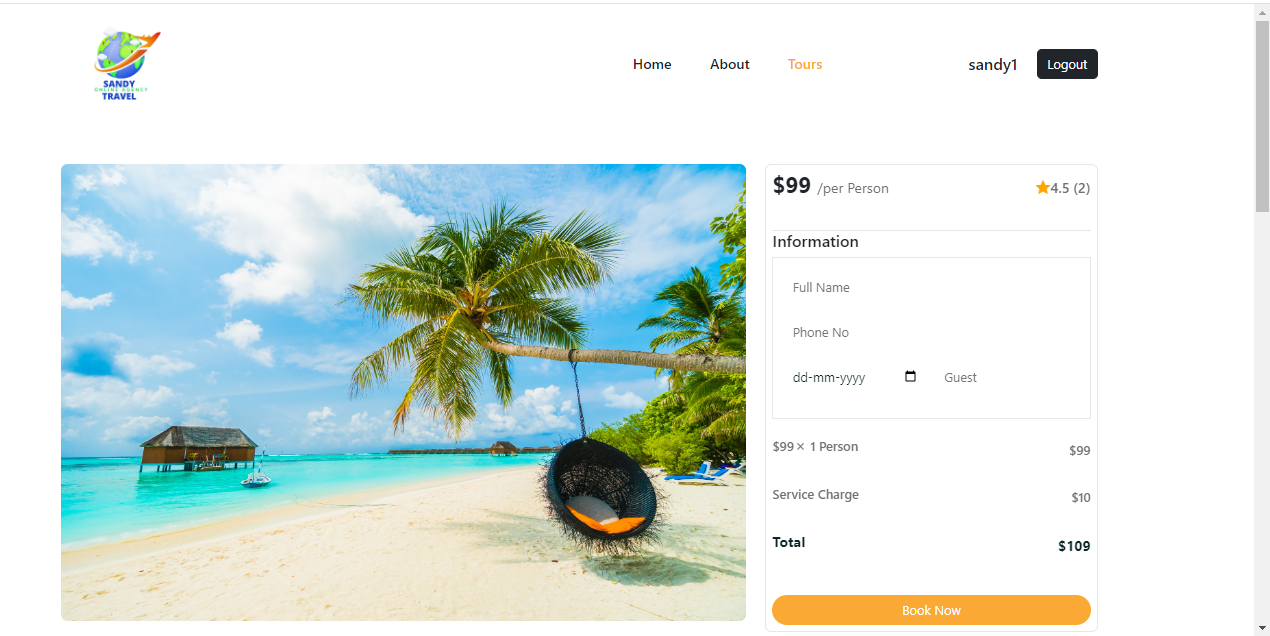 SANDY
ONLINE AGENCY
TRAVEL
Home About Tours sandy1 Logout
$99 /per Person 4.5 (2)
Information
Full Name
Phone No
dd-mm-yyyy Guest
$99 × 1 Person $99
Service Charge $10
Total $109
Book Now